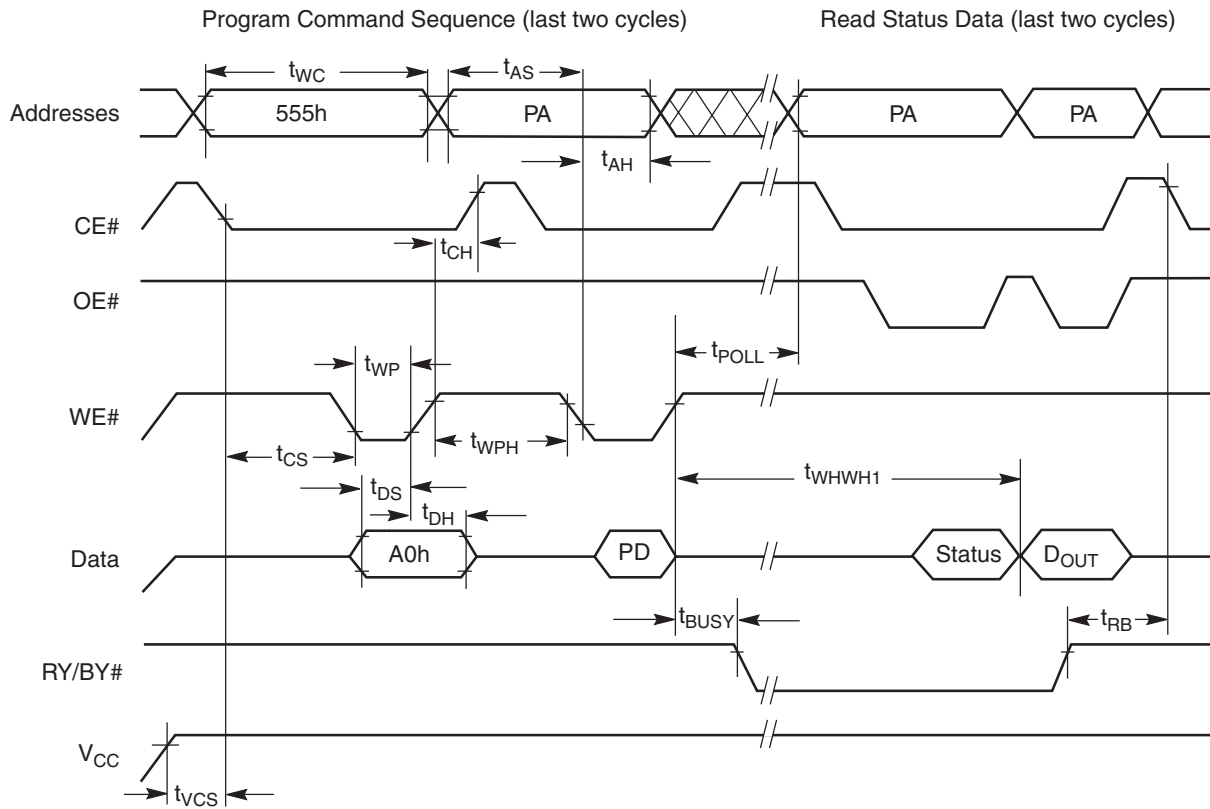 Program Command Sequence (last two cycles)
Read Status Data (last two cycles)
tWC
tAS
Addresses
555h
PA
PA
PA
tAH
CE#
tCH
OE#
tPOLL
tWP
WE#
tWPH
tCS
tWHWH1
tDS
tDH
Data
A0h
PD
Status
DOUT
tBUSY
tRB
RY/BY#
VCC
tVCS